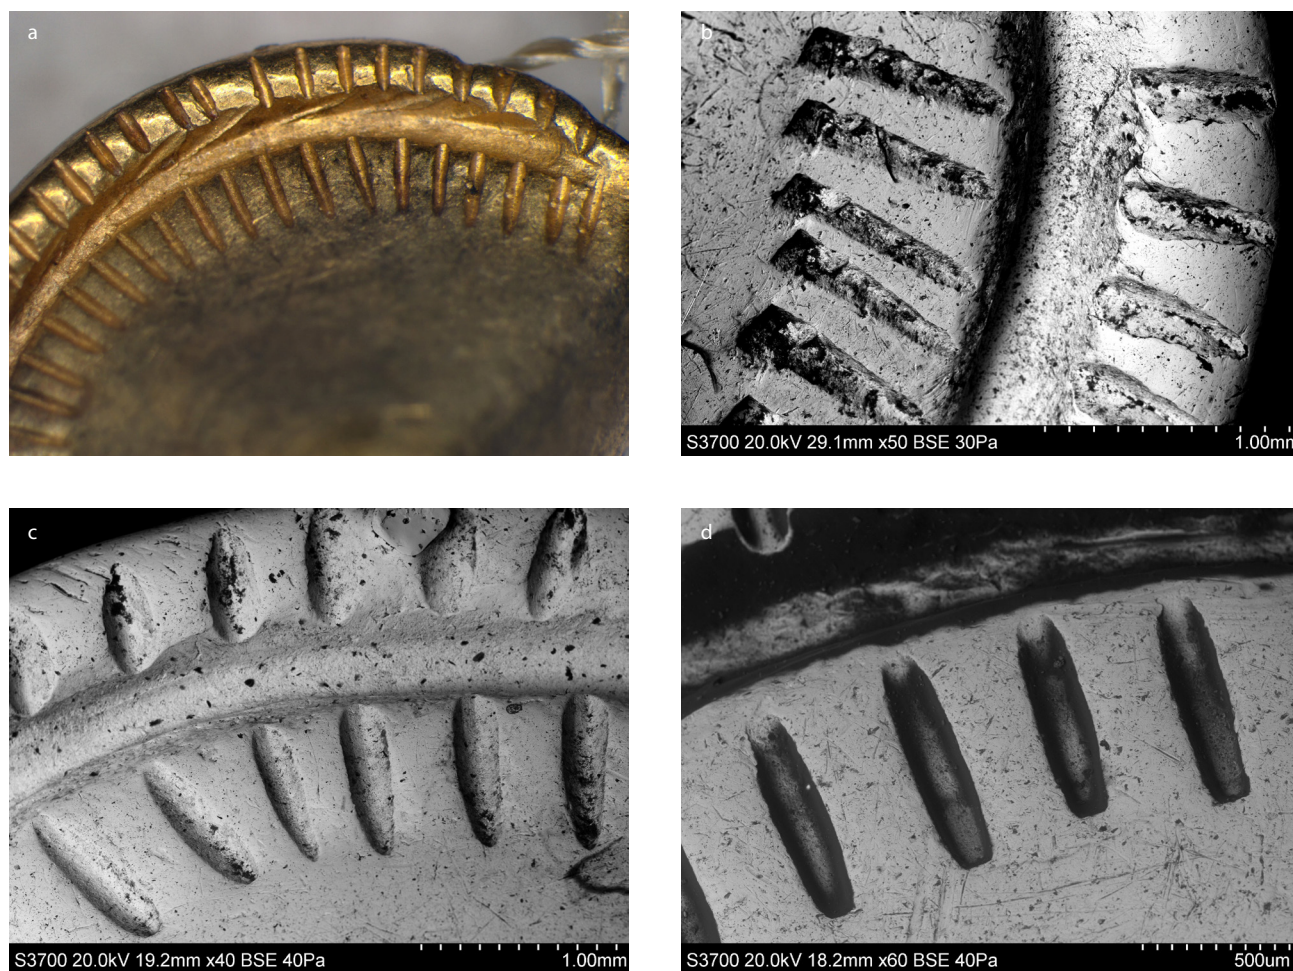 a
b
S3700 20.0kV 29.1mm x50 BSE 30Pa 1.00mm
c
S3700 20.0kV 19.2mm x40 BSE 40Pa 1.00mm
d
S3700 20.0kV 18.2mm x60 BSE 40Pa 500um